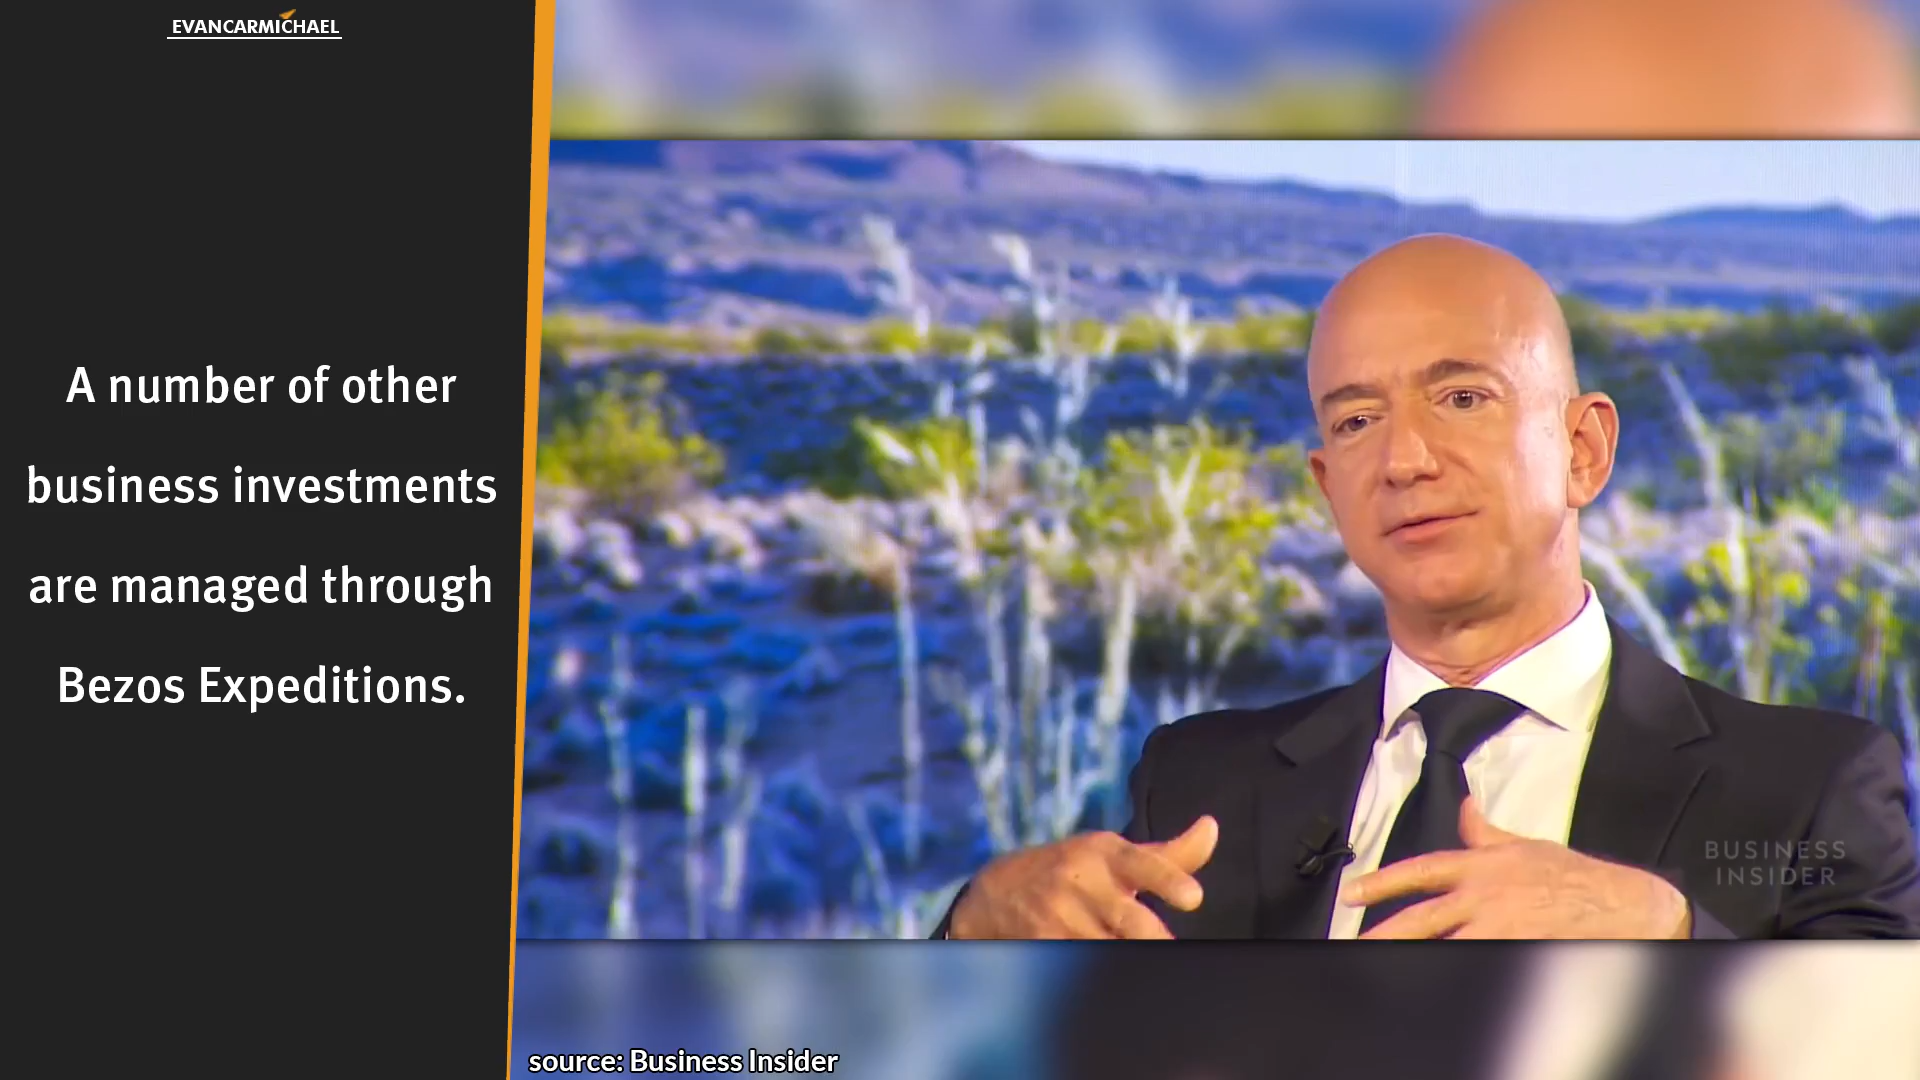 EVANCARMICHAEL
A number of other
business investments
are managed through
Bezos Expeditions.
BUSINESS
INSIDER
source: Business Insider